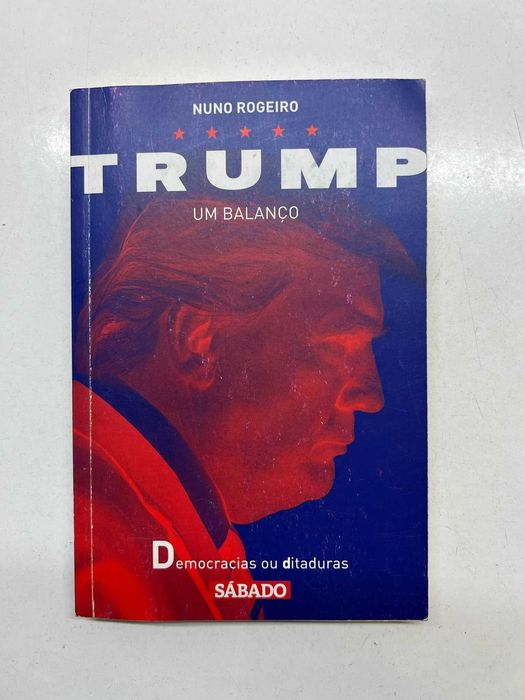 NUNO ROGEIRO
TRUMP
UM BALANÇO
Democracias ou ditaduras
SÁBADO